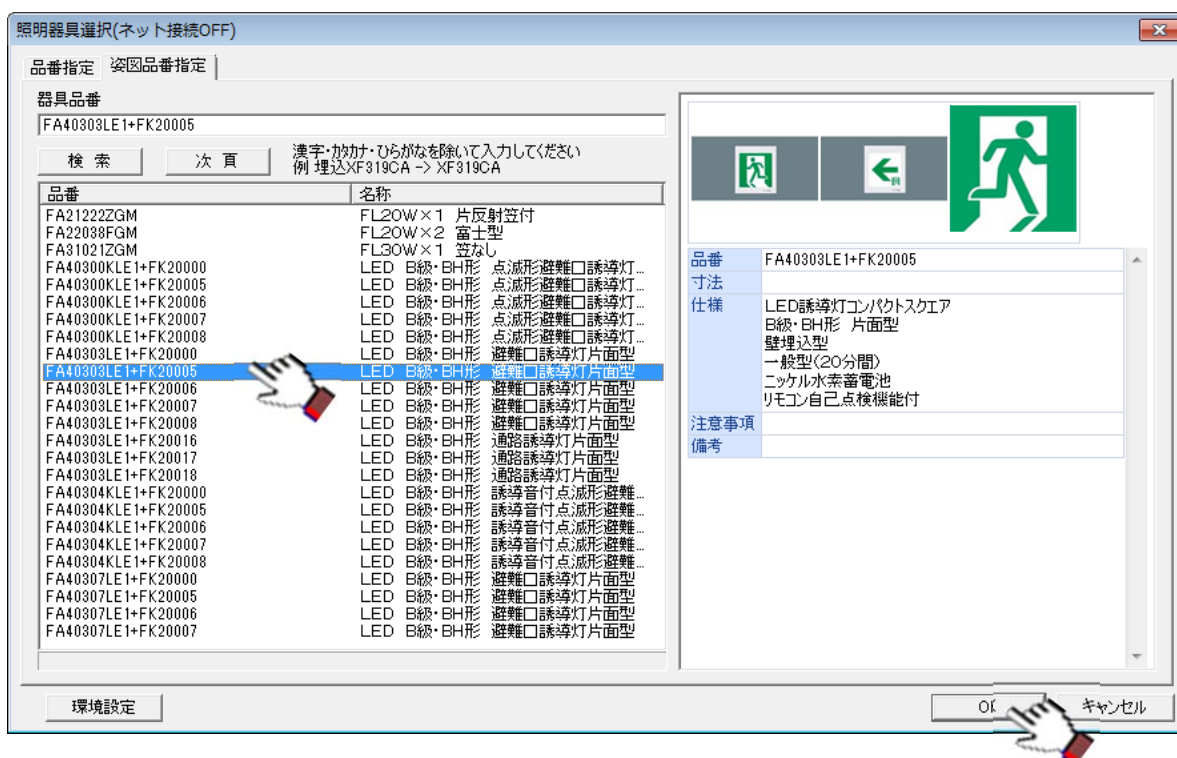 照明器具選択(ネット接続OFF)
品番指定 姿図品番指定
器具品番
FA40303LE1+FK20005
検 索 次 頁 漢字・カタカナ・ひらがなを除いて入力してください
例 埋込XF319CA -> XF319CA
品番 名称
FA21222ZGM FL20W×1 片反射笠付
FA22038FGM FL20W×2 富士型
FA31021ZGM FL30W×1 笠なし
FA40300KLE1+FK20000 LED B級・BH形 点滅形避難口誘導灯...
FA40300KLE1+FK20005 LED B級・BH形 点滅形避難口誘導灯...
FA40300KLE1+FK20006 LED B級・BH形 点滅形避難口誘導灯...
FA40300KLE1+FK20007 LED B級・BH形 点滅形避難口誘導灯...
FA40300KLE1+FK20008 LED B級・BH形 点滅形避難口誘導灯...
FA40303LE1+FK20000 LED B級・BH形 避難口誘導灯片面型
FA40303LE1+FK20005 LED B級・BH形 避難口誘導灯片面型
FA40303LE1+FK20006 LED B級・BH形 避難口誘導灯片面型
FA40303LE1+FK20007 LED B級・BH形 避難口誘導灯片面型
FA40303LE1+FK20008 LED B級・BH形 避難口誘導灯片面型
FA40303LE1+FK20016 LED B級・BH形 通路誘導灯片面型
FA40303LE1+FK20017 LED B級・BH形 通路誘導灯片面型
FA40303LE1+FK20018 LED B級・BH形 通路誘導灯片面型
FA40304KLE1+FK20000 LED B級・BH形 誘導音付点滅形避難...
FA40304KLE1+FK20005 LED B級・BH形 誘導音付点滅形避難...
FA40304KLE1+FK20006 LED B級・BH形 誘導音付点滅形避難...
FA40304KLE1+FK20007 LED B級・BH形 誘導音付点滅形避難...
FA40304KLE1+FK20008 LED B級・BH形 誘導音付点滅形避難...
FA40307LE1+FK20000 LED B級・BH形 避難口誘導灯片面型
FA40307LE1+FK20005 LED B級・BH形 避難口誘導灯片面型
FA40307LE1+FK20006 LED B級・BH形 避難口誘導灯片面型
FA40307LE1+FK20007 LED B級・BH形 避難口誘導灯片面型
品番 FA40303LE1+FK20005
寸法
仕様 LED誘導灯コンパクトスクエア
B級・BH形 片面型
壁埋込型
一般型(20分間)
ニッケル水素蓄電池
リモコン自己点検機能付
注意事項
備考
環境設定 OK キャンセル